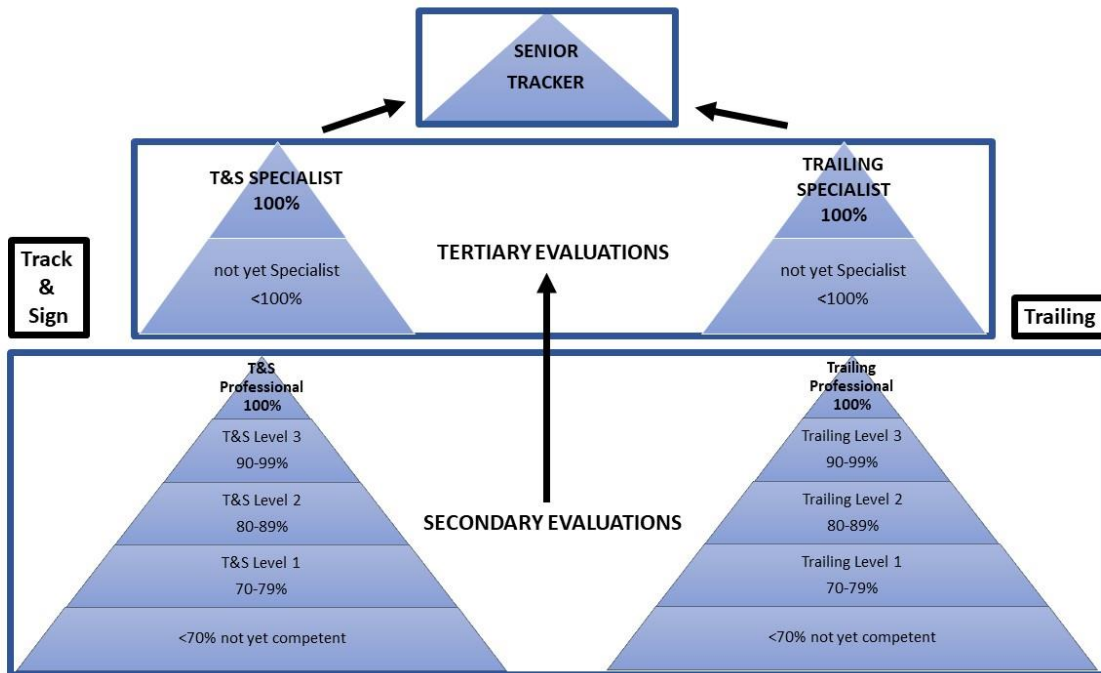 SENIOR
TRACKER
T&S SPECIALIST
100%
TRAILING
SPECIALIST
100%
not yet Specialist
<100%
TERTIARY EVALUATIONS
not yet Specialist
<100%
Track
&
Sign
Trailing
T&S
Professional
100%
T&S Level 3
90-99%
T&S Level 2
80-89%
T&S Level 1
70-79%
<70% not yet competent
SECONDARY EVALUATIONS
Trailing
Professional
100%
Trailing Level 3
90-99%
Trailing Level 2
80-89%
Trailing Level 1
70-79%
<70% not yet competent